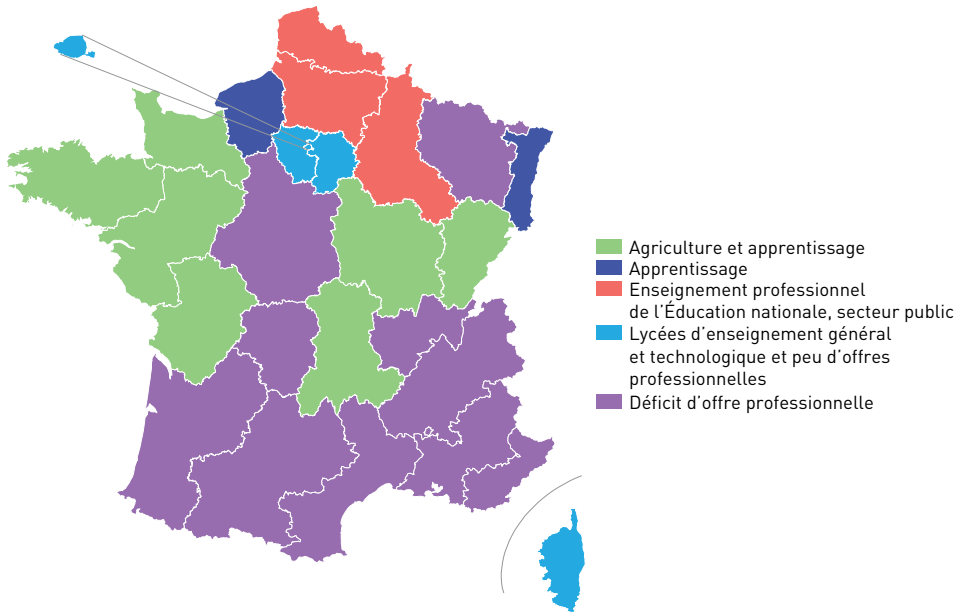 Agriculture et apprentissage
Apprentissage
Enseignement professionnel
de l'Éducation nationale, secteur public
Lycées d'enseignement général
et technologique et peu d'offres
professionnelles
Déficit d'offre professionnelle